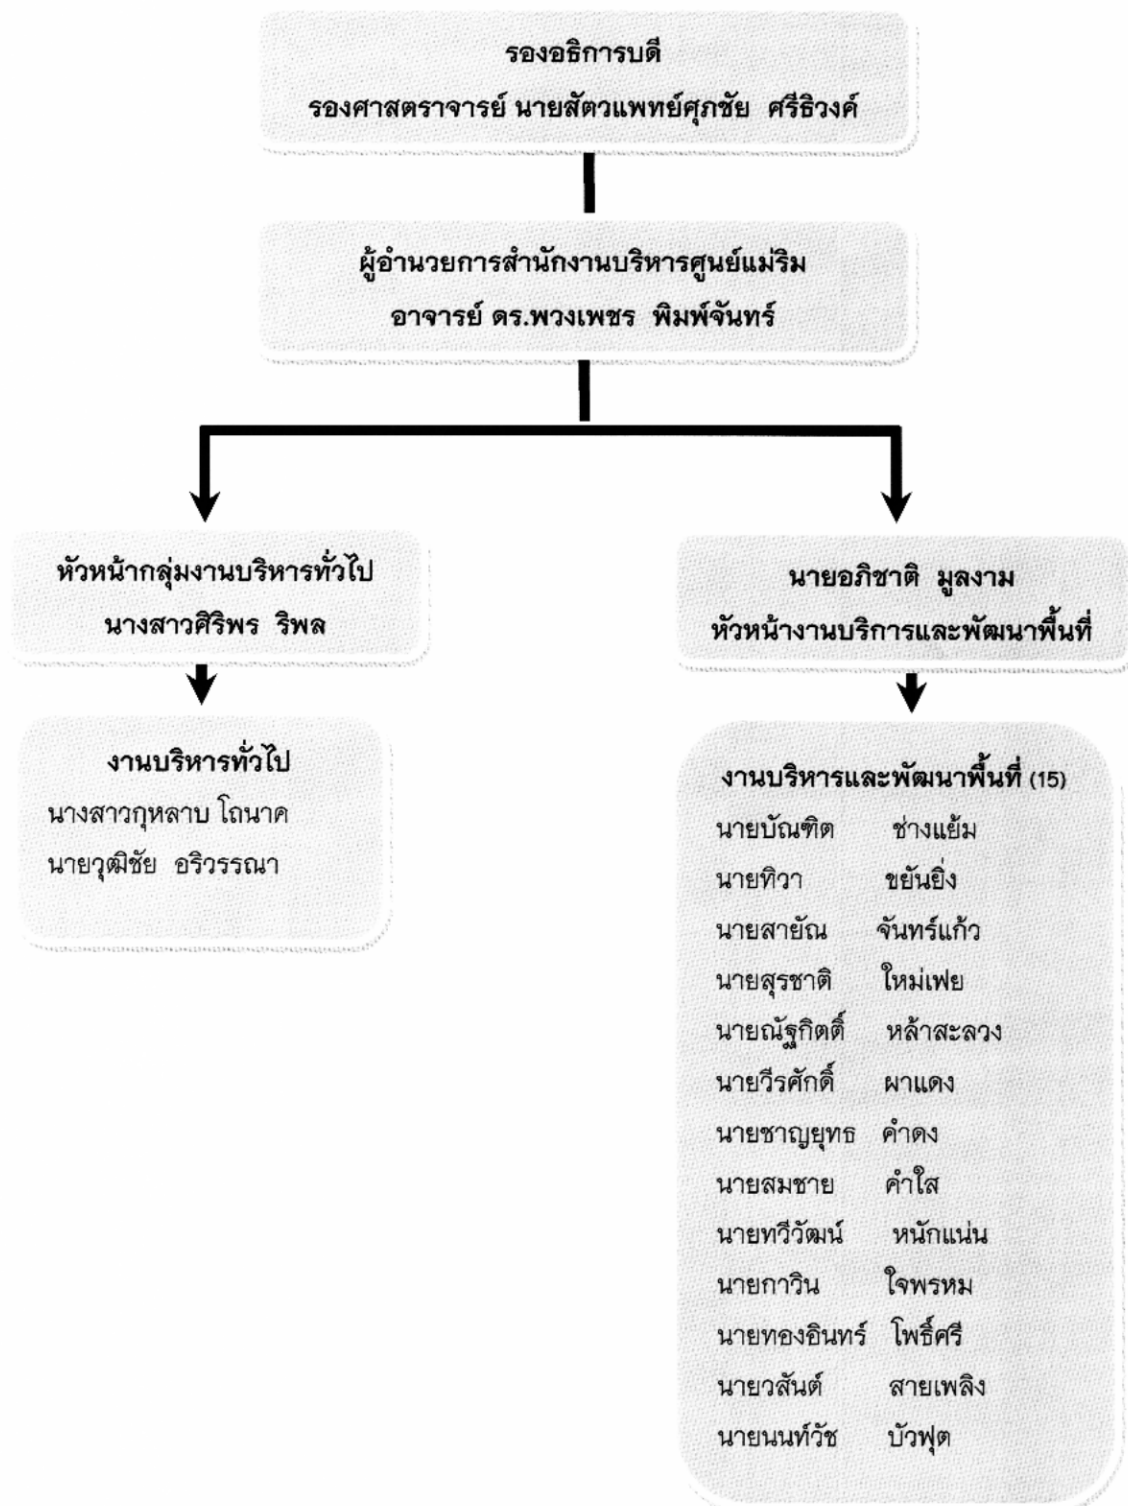 รองอธิการบดี
รองศาสตราจารย์ นายสัตวแพทย์ศุภชัย ศรีธิวงค์
ผู้อำนวยการสำนักงานบริหารศูนย์แม่ริม
อาจารย์ ดร.พวงเพชร พิมพ์จันทร์
หัวหน้ากลุ่มงานบริหารทั่วไป
นางสาวศิริพร ริพล
งานบริหารทั่วไป
นางสาวกุหลาบ โถนาค
นายวุฒิชัย อริวรรณา
นายอภิชาติ มูลงาม
หัวหน้างานบริการและพัฒนาพื้นที่
งานบริหารและพัฒนาพื้นที่ (15)
นายบัณฑิต ช่างแย้ม
นายทิวา ขยันยิ่ง
นายสายัณ จันทร์แก้ว
นายสุรชาติ ใหม่เฟย
นายณัฐกิตติ์ หล้าสะลวง
นายวีรศักดิ์ ผาแดง
นายชาญยุทธ คำดง
นายสมชาย คำใส
นายทวีวัฒน์ หนักแน่น
นายกาวิน ใจพรหม
นายทองอินทร์ โพธิ์ศรี
นายวสันต์ สายเพลิง
นายนนท์วัช บัวฟุต